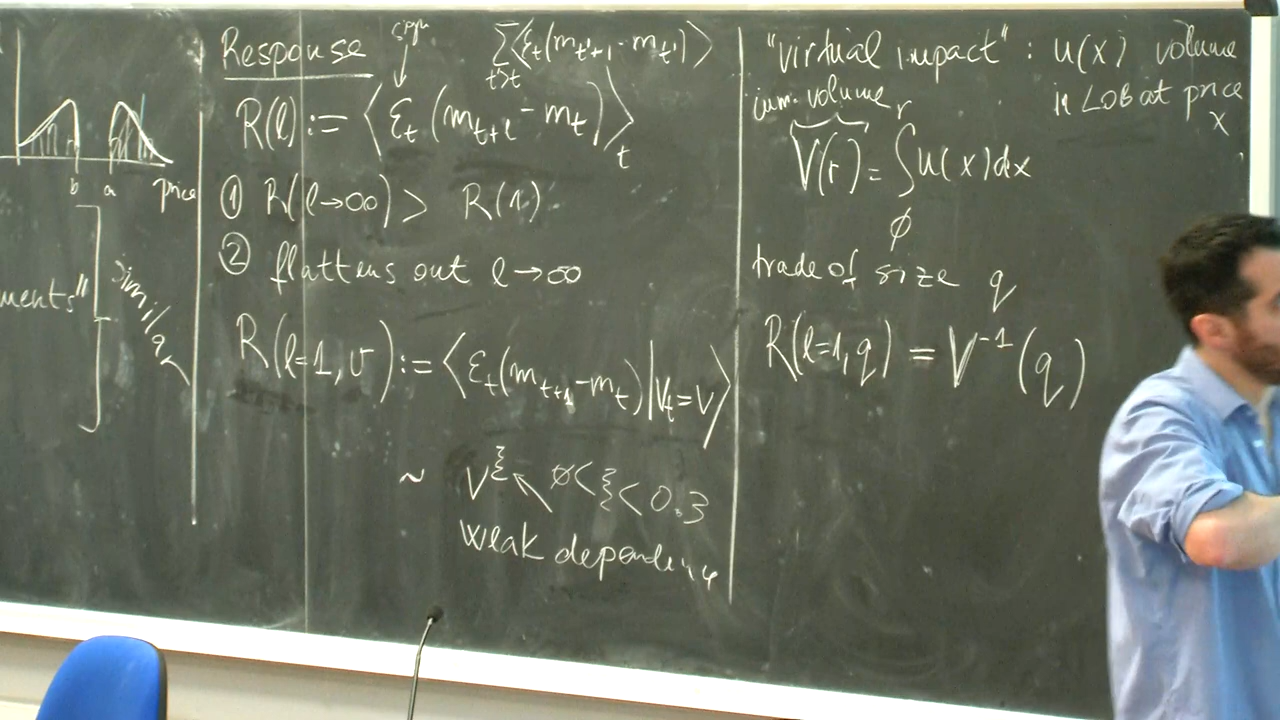 b a price
ments"
Similar
Response
sign
Σ_{t'>t}⟨ε_t(m_{t'+1} - m_{t'})⟩
R(l) := ⟨ε_t (m_{t+l} - m_t)⟩_t
① R(l→∞) > R(1)
② flattens out l→∞
R(l=1, v) := ⟨ε_t(m_{t+1} - m_t)|V_t=v⟩
~ V^ξ ∅<ξ<0.3
weak dependence
"virtual impact" : u(x) volume
in LOB at price
x
cum. volume
V(r) = ∫_∅^r u(x)dx
trade of size q
R(l=1,q) = V^{-1}(q)